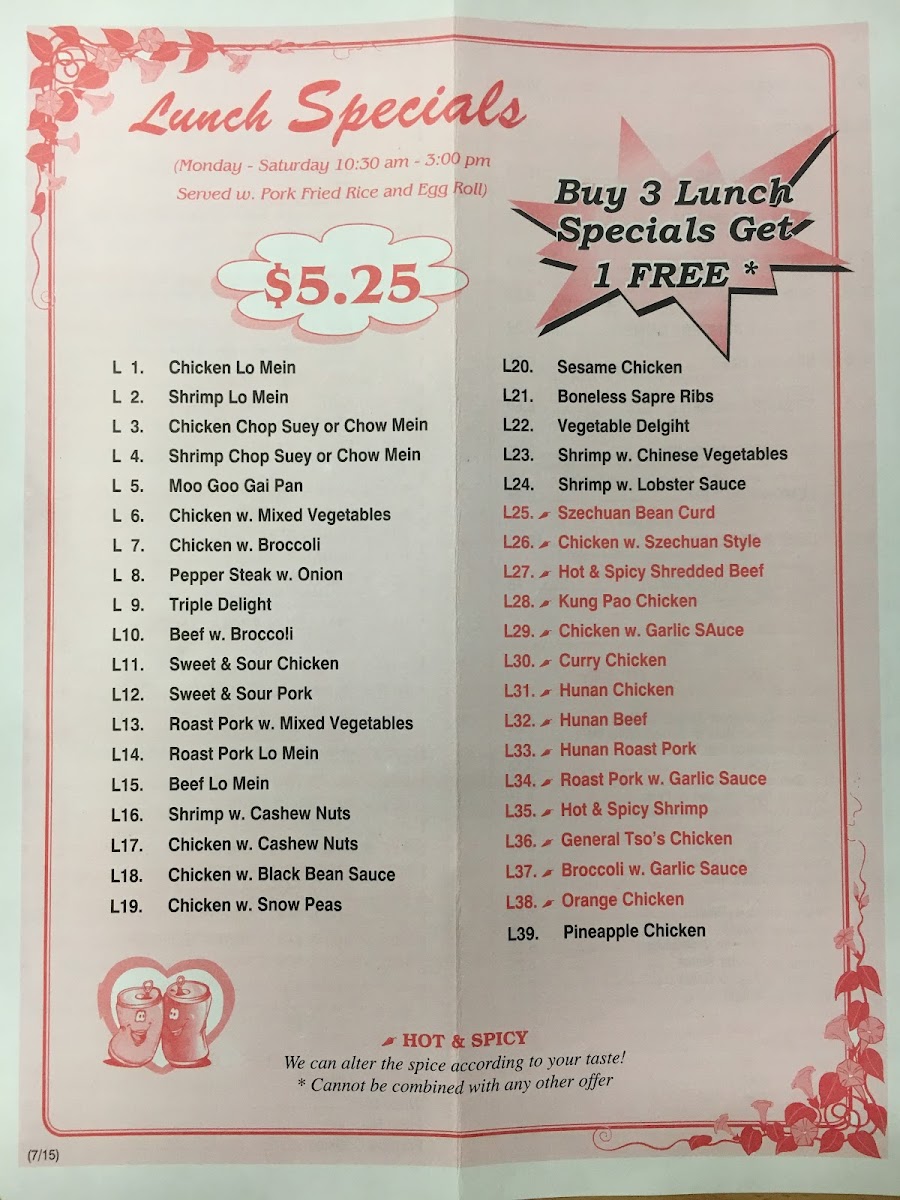 Lunch Specials
(Monday - Saturday 10:30 am - 3:00 pm
Served w. Pork Fried Rice and Egg Roll)
$5.25
Buy 3 Lunch
Specials Get
1 FREE *
L 1. Chicken Lo Mein
L 2. Shrimp Lo Mein
L 3. Chicken Chop Suey or Chow Mein
L 4. Shrimp Chop Suey or Chow Mein
L 5. Moo Goo Gai Pan
L 6. Chicken w. Mixed Vegetables
L 7. Chicken w. Broccoli
L 8. Pepper Steak w. Onion
L 9. Triple Delight
L10. Beef w. Broccoli
L11. Sweet & Sour Chicken
L12. Sweet & Sour Pork
L13. Roast Pork w. Mixed Vegetables
L14. Roast Pork Lo Mein
L15. Beef Lo Mein
L16. Shrimp w. Cashew Nuts
L17. Chicken w. Cashew Nuts
L18. Chicken w. Black Bean Sauce
L19. Chicken w. Snow Peas
L20. Sesame Chicken
L21. Boneless Sapre Ribs
L22. Vegetable Delgiht
L23. Shrimp w. Chinese Vegetables
L24. Shrimp w. Lobster Sauce
L25. Szechuan Bean Curd
L26. Chicken w. Szechuan Style
L27. Hot & Spicy Shredded Beef
L28. Kung Pao Chicken
L29. Chicken w. Garlic SAuce
L30. Curry Chicken
L31. Hunan Chicken
L32. Hunan Beef
L33. Hunan Roast Pork
L34. Roast Pork w. Garlic Sauce
L35. Hot & Spicy Shrimp
L36. General Tso's Chicken
L37. Broccoli w. Garlic Sauce
L38. Orange Chicken
L39. Pineapple Chicken
HOT & SPICY
We can alter the spice according to your taste!
* Cannot be combined with any other offer
(7/15)